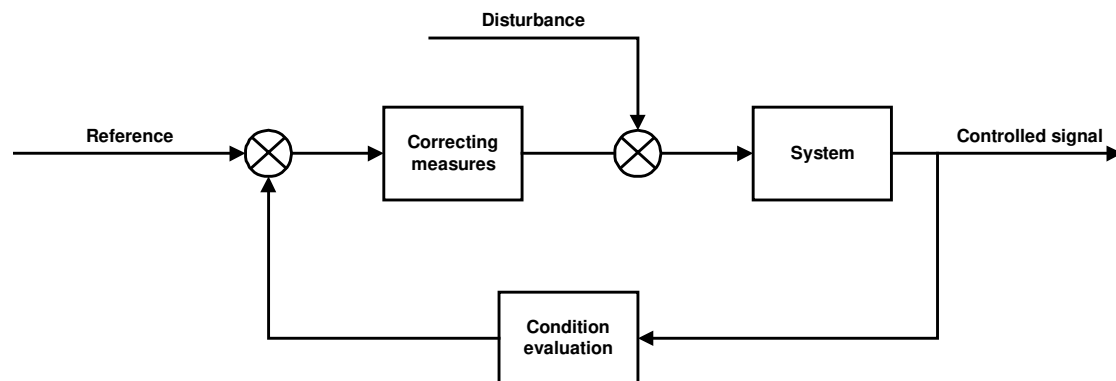 Disturbance
Reference
Correcting
measures
System
Controlled signal
Condition
evaluation